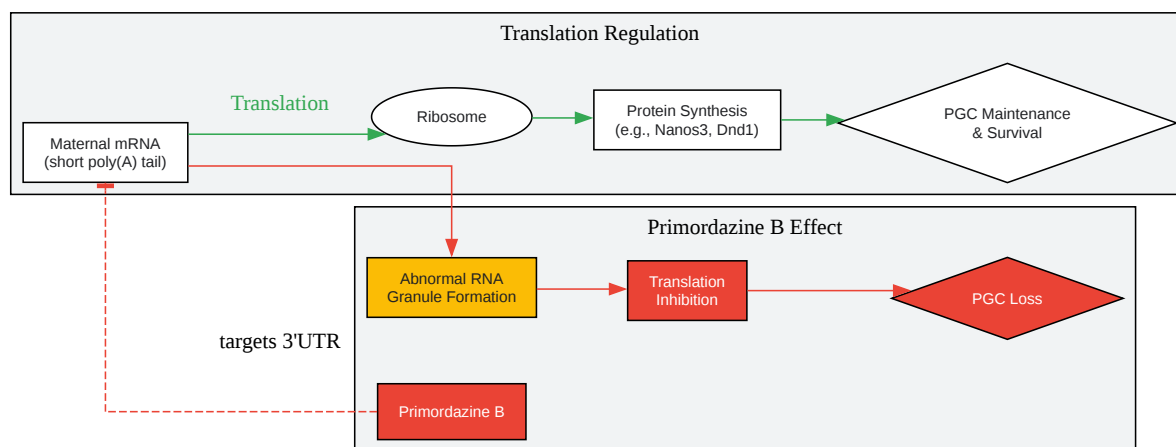 Translation Regulation
Translation
Ribosome
Protein Synthesis
(e.g., Nanos3, Dnd1)
PGC Maintenance
& Survival
Maternal mRNA
(short poly(A) tail)
Primordazine B Effect
Abnormal RNA
Granule Formation
Translation
Inhibition
PGC Loss
targets 3'UTR
Primordazine B